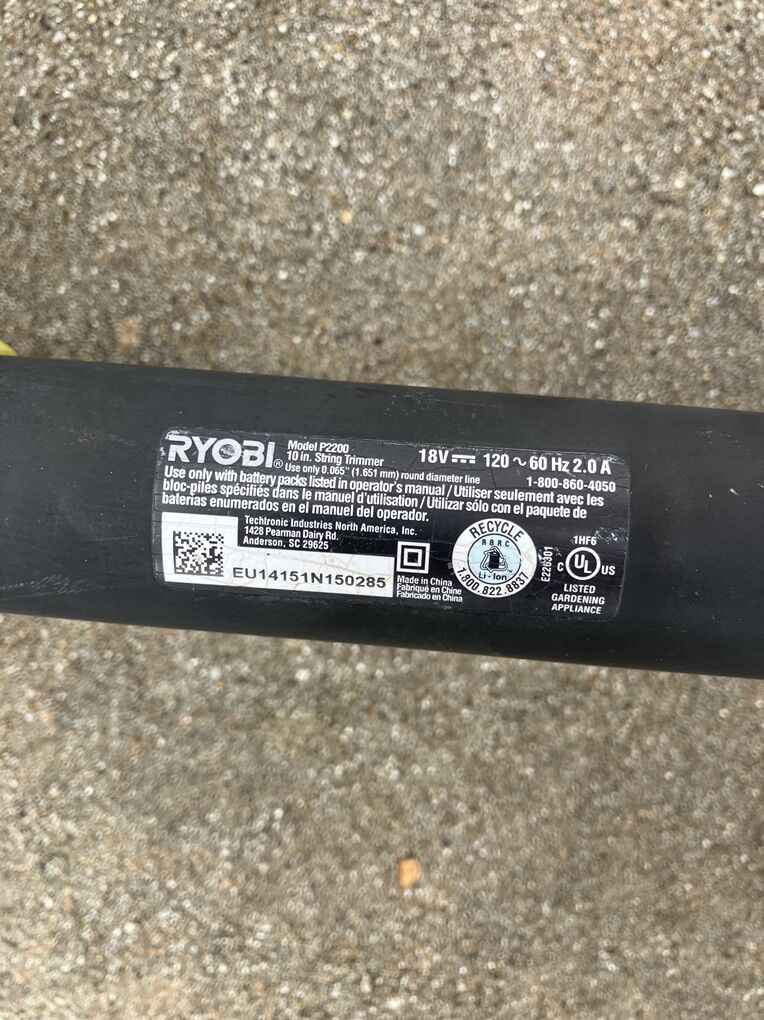 RYOBI®
Model P2200
10 in. String Trimmer
Use only 0.065" (1.651 mm) round diameter line
18V ⎓ 120 ~ 60 Hz 2.0 A
1-800-860-4050
Use only with battery packs listed in operator's manual / Utiliser seulement avec les
bloc-piles spécifiés dans le manuel d'utilisation / Utilizar sólo con el paquete de
baterias enumerados en el manual del operador.
Techtronic Industries North America, Inc.
1428 Pearman Dairy Rd.
Anderson, SC 29625
EU14151N150285
Made in China
Fabriqué en Chine
Fabricado en China
RECYCLE
RBRC
Li-Ion
1.800.822.8837
E226301
1HF6
C UL US
LISTED
GARDENING
APPLIANCE